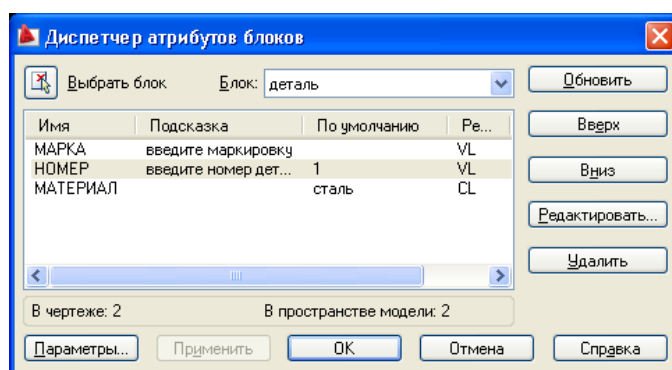 Диспетчер атрибутов блоков
Выбрать блок Блок: деталь Обновить
Имя Подсказка По умолчанию Ре... Вверх
МАРКА введите маркировку VL
НОМЕР введите номер дет... 1 VL Вниз
МАТЕРИАЛ сталь CL
Редактировать...
Удалить
В чертеже: 2 В пространстве модели: 2
Параметры... Применить OK Отмена Справка